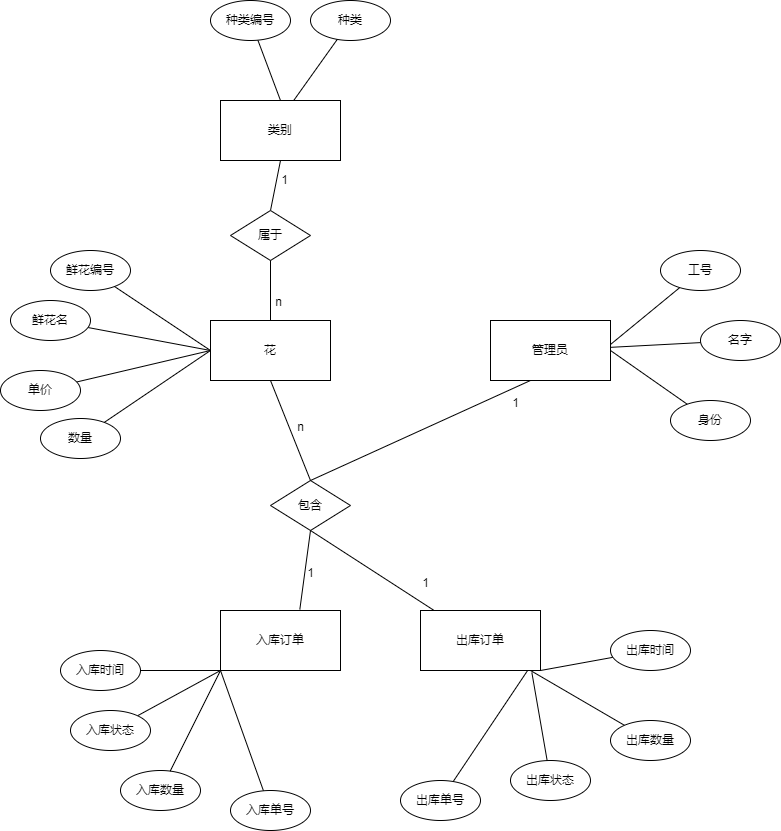 种类编号
种类
类别
1
属于
鲜花编号
工号
n
鲜花名
花
管理员
名字
单价
1
身份
n
数量
包含
1
1
入库订单
出库订单
出库时间
入库时间
入库状态
出库数量
出库状态
入库数量
出库单号
入库单号